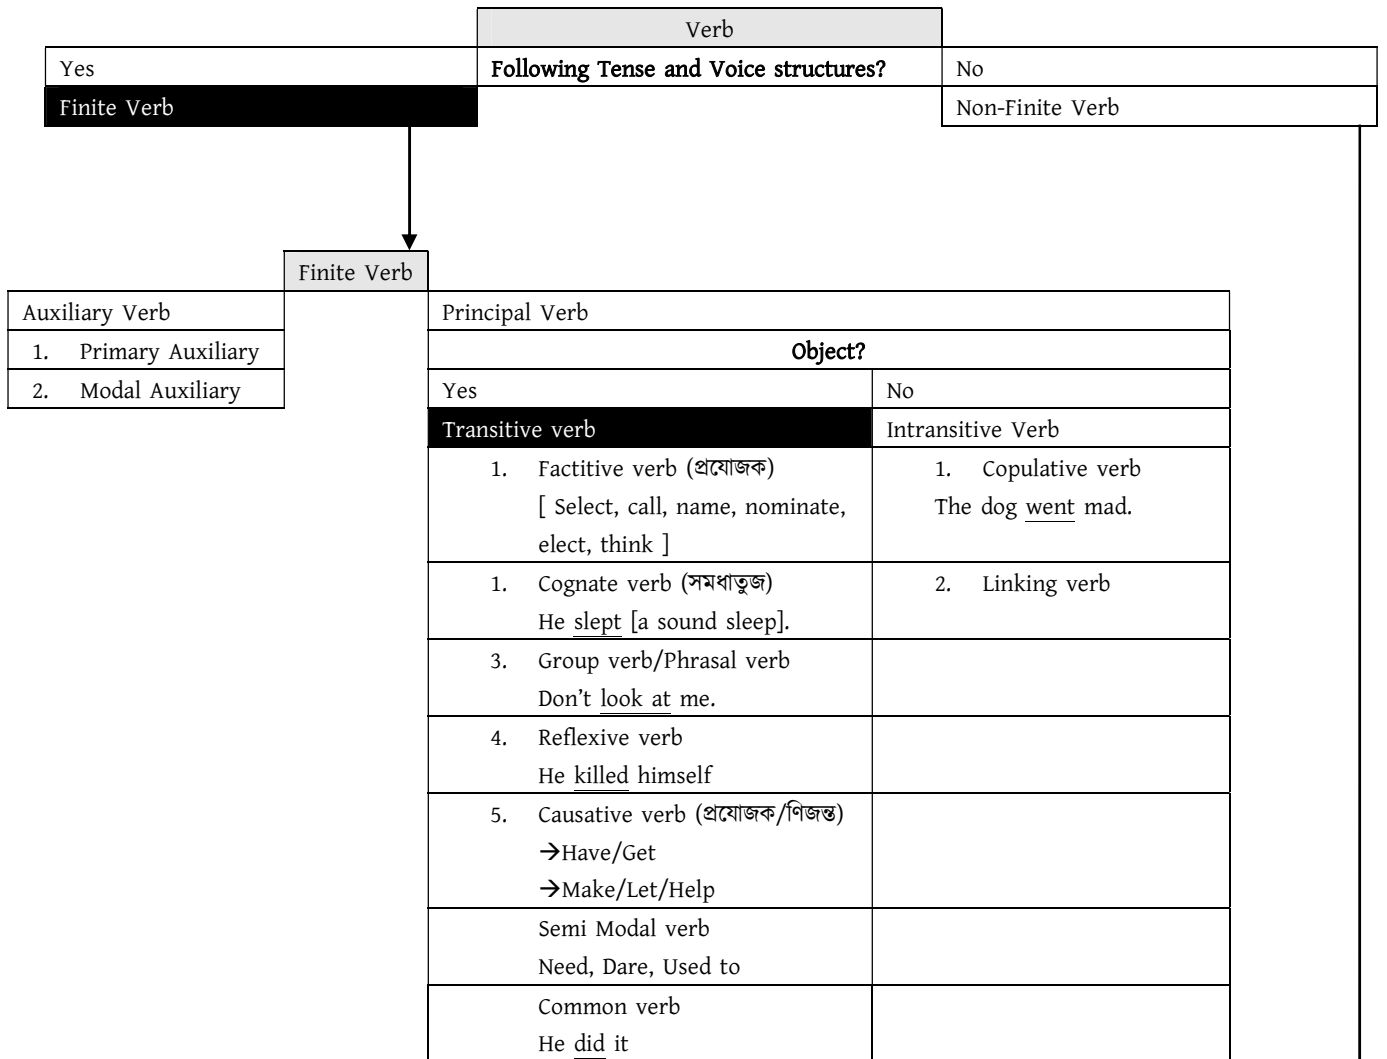 Verb
Yes Following Tense and Voice structures? No
Finite Verb Non-Finite Verb
Finite Verb
Auxiliary Verb Principal Verb
1. Primary Auxiliary Object?
2. Modal Auxiliary Yes No
Transitive verb Intransitive Verb
1. Factitive verb (প্রযোজক) 1. Copulative verb
[ Select, call, name, nominate, The dog went mad.
elect, think ]
1. Cognate verb (সমধাতুজ) 2. Linking verb
He slept [a sound sleep].
3. Group verb/Phrasal verb
Don’t look at me.
4. Reflexive verb
He killed himself
5. Causative verb (প্রযোজক/ণিজন্ত)
→Have/Get
→Make/Let/Help
Semi Modal verb
Need, Dare, Used to
Common verb
He did it